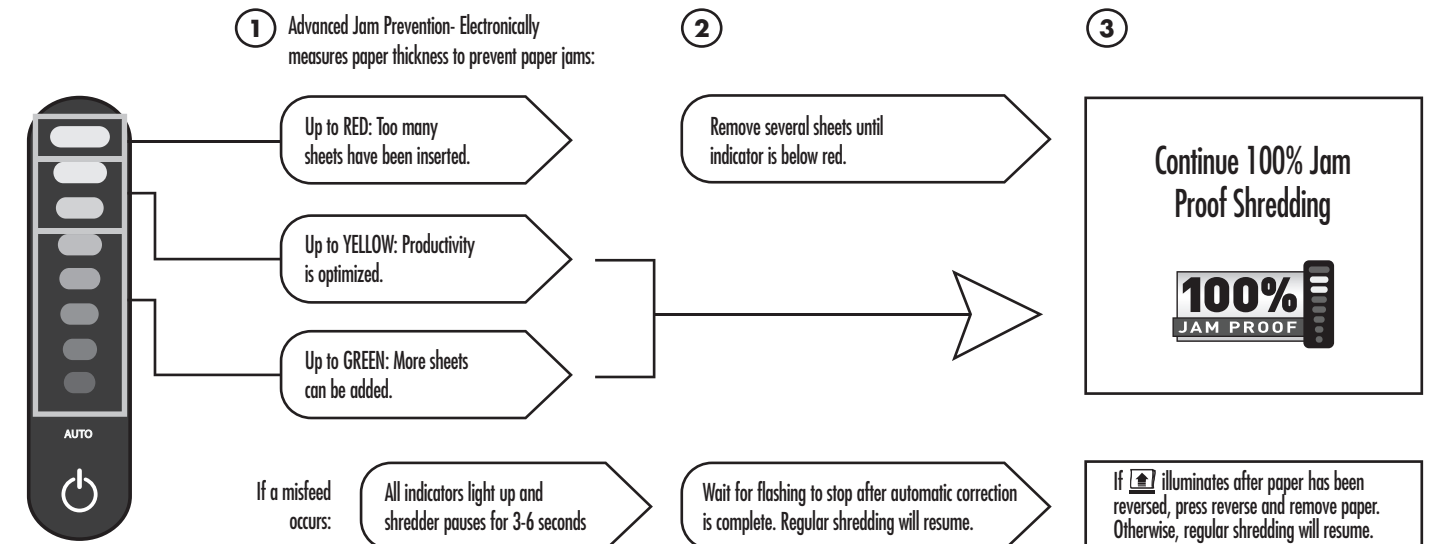 1
Advanced Jam Prevention- Electronically
measures paper thickness to prevent paper jams:
2
3
Up to RED: Too many
sheets have been inserted.
Remove several sheets until
indicator is below red.
Continue 100% Jam
Proof Shredding
100%
JAM PROOF
Up to YELLOW: Productivity
is optimized.
Up to GREEN: More sheets
can be added.
AUTO
If a misfeed
occurs:
All indicators light up and
shredder pauses for 3-6 seconds
Wait for flashing to stop after automatic correction
is complete. Regular shredding will resume.
If illuminates after paper has been
reversed, press reverse and remove paper.
Otherwise, regular shredding will resume.